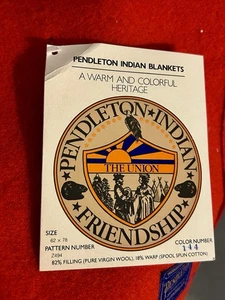 PENDLETON INDIAN BLANKETS
A WARM AND COLORFUL
HERITAGE
PENDLETON ★ INDIAN ★ FRIENDSHIP ★
THE UNION
SIZE
62 x 78
PATTERN NUMBER
7494
COLOR NUMBER
144
82% FILLING (PURE VIRGIN WOOL), 18% WARP (SPOOL SPUN COTTON)